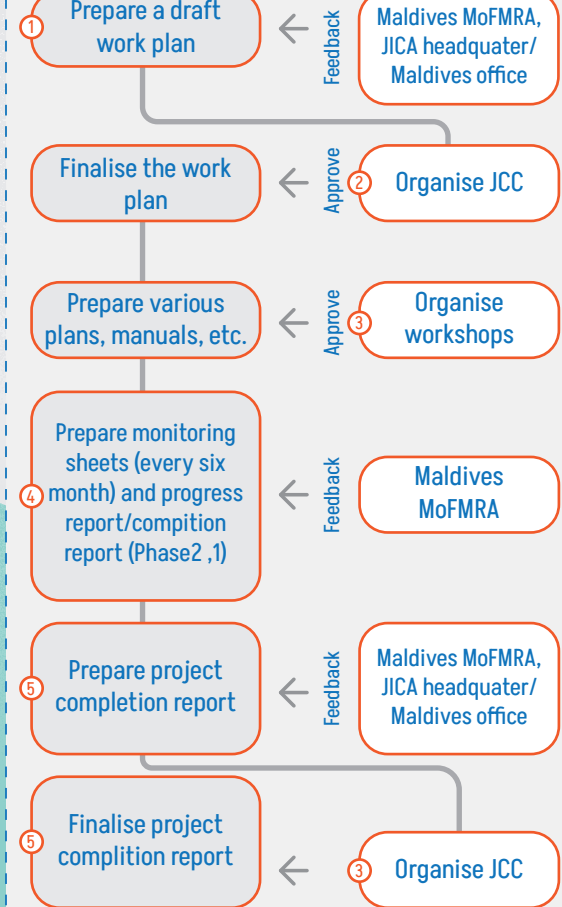 Prepare a draft
work plan
1
Feedback
Maldives MoFMRA,
JICA headquater/
Maldives office
Finalise the work
plan
Approve
2
Organise JCC
Prepare various
plans, manuals, etc.
Approve
3
Organise
workshops
Prepare monitoring
sheets (every six
month) and progress
report/compition
report (Phase2 ,1)
4
Feedback
Maldives
MoFMRA
Prepare project
completion report
5
Feedback
Maldives MoFMRA,
JICA headquater/
Maldives office
Finalise project
complition report
5
3
Organise JCC